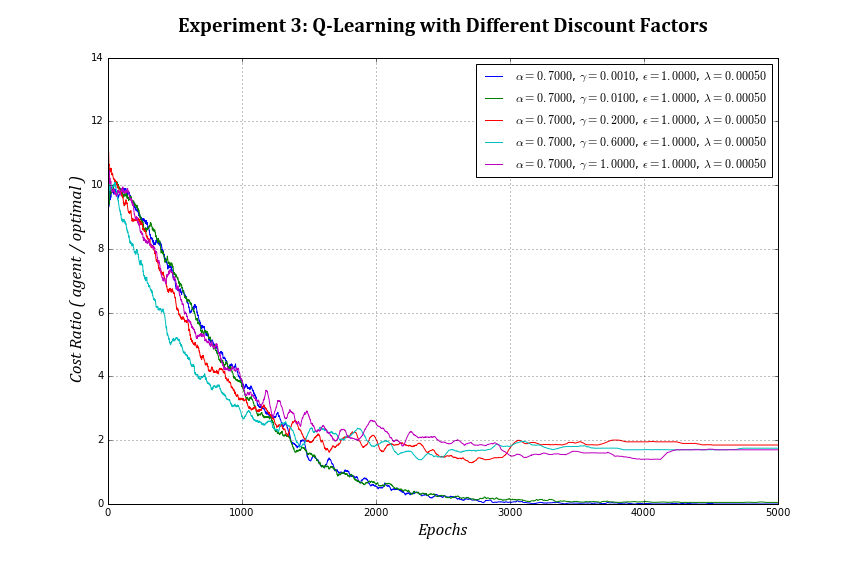 Experiment 3: Q-Learning with Different Discount Factors
14
12
10
8
6
4
2
0
Cost Ratio ( agent / optimal )
α = 0.7000, γ = 0.0010, ϵ = 1.0000, λ = 0.00050
α = 0.7000, γ = 0.0100, ϵ = 1.0000, λ = 0.00050
α = 0.7000, γ = 0.2000, ϵ = 1.0000, λ = 0.00050
α = 0.7000, γ = 0.6000, ϵ = 1.0000, λ = 0.00050
α = 0.7000, γ = 1.0000, ϵ = 1.0000, λ = 0.00050
0 1000 2000 3000 4000 5000
Epochs